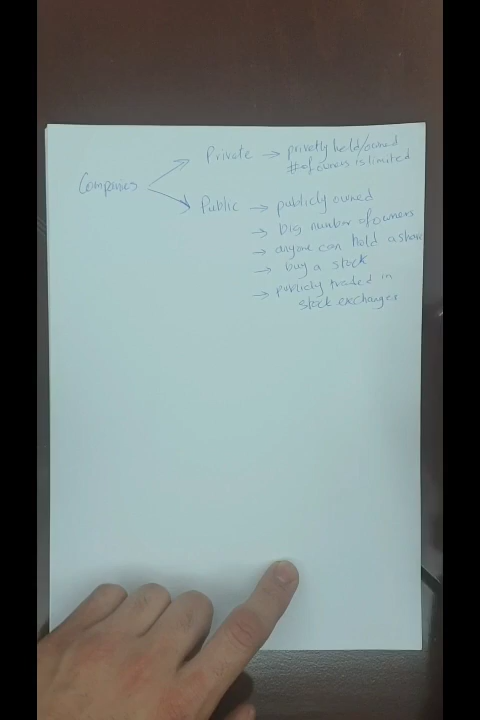 Companies
Private → privetly held/owned
# of owners is limited
Public → publicly owned
→ big number of owners
→ anyone can hold a share
→ buy a stock
→ publicly traded in
stock exchanges